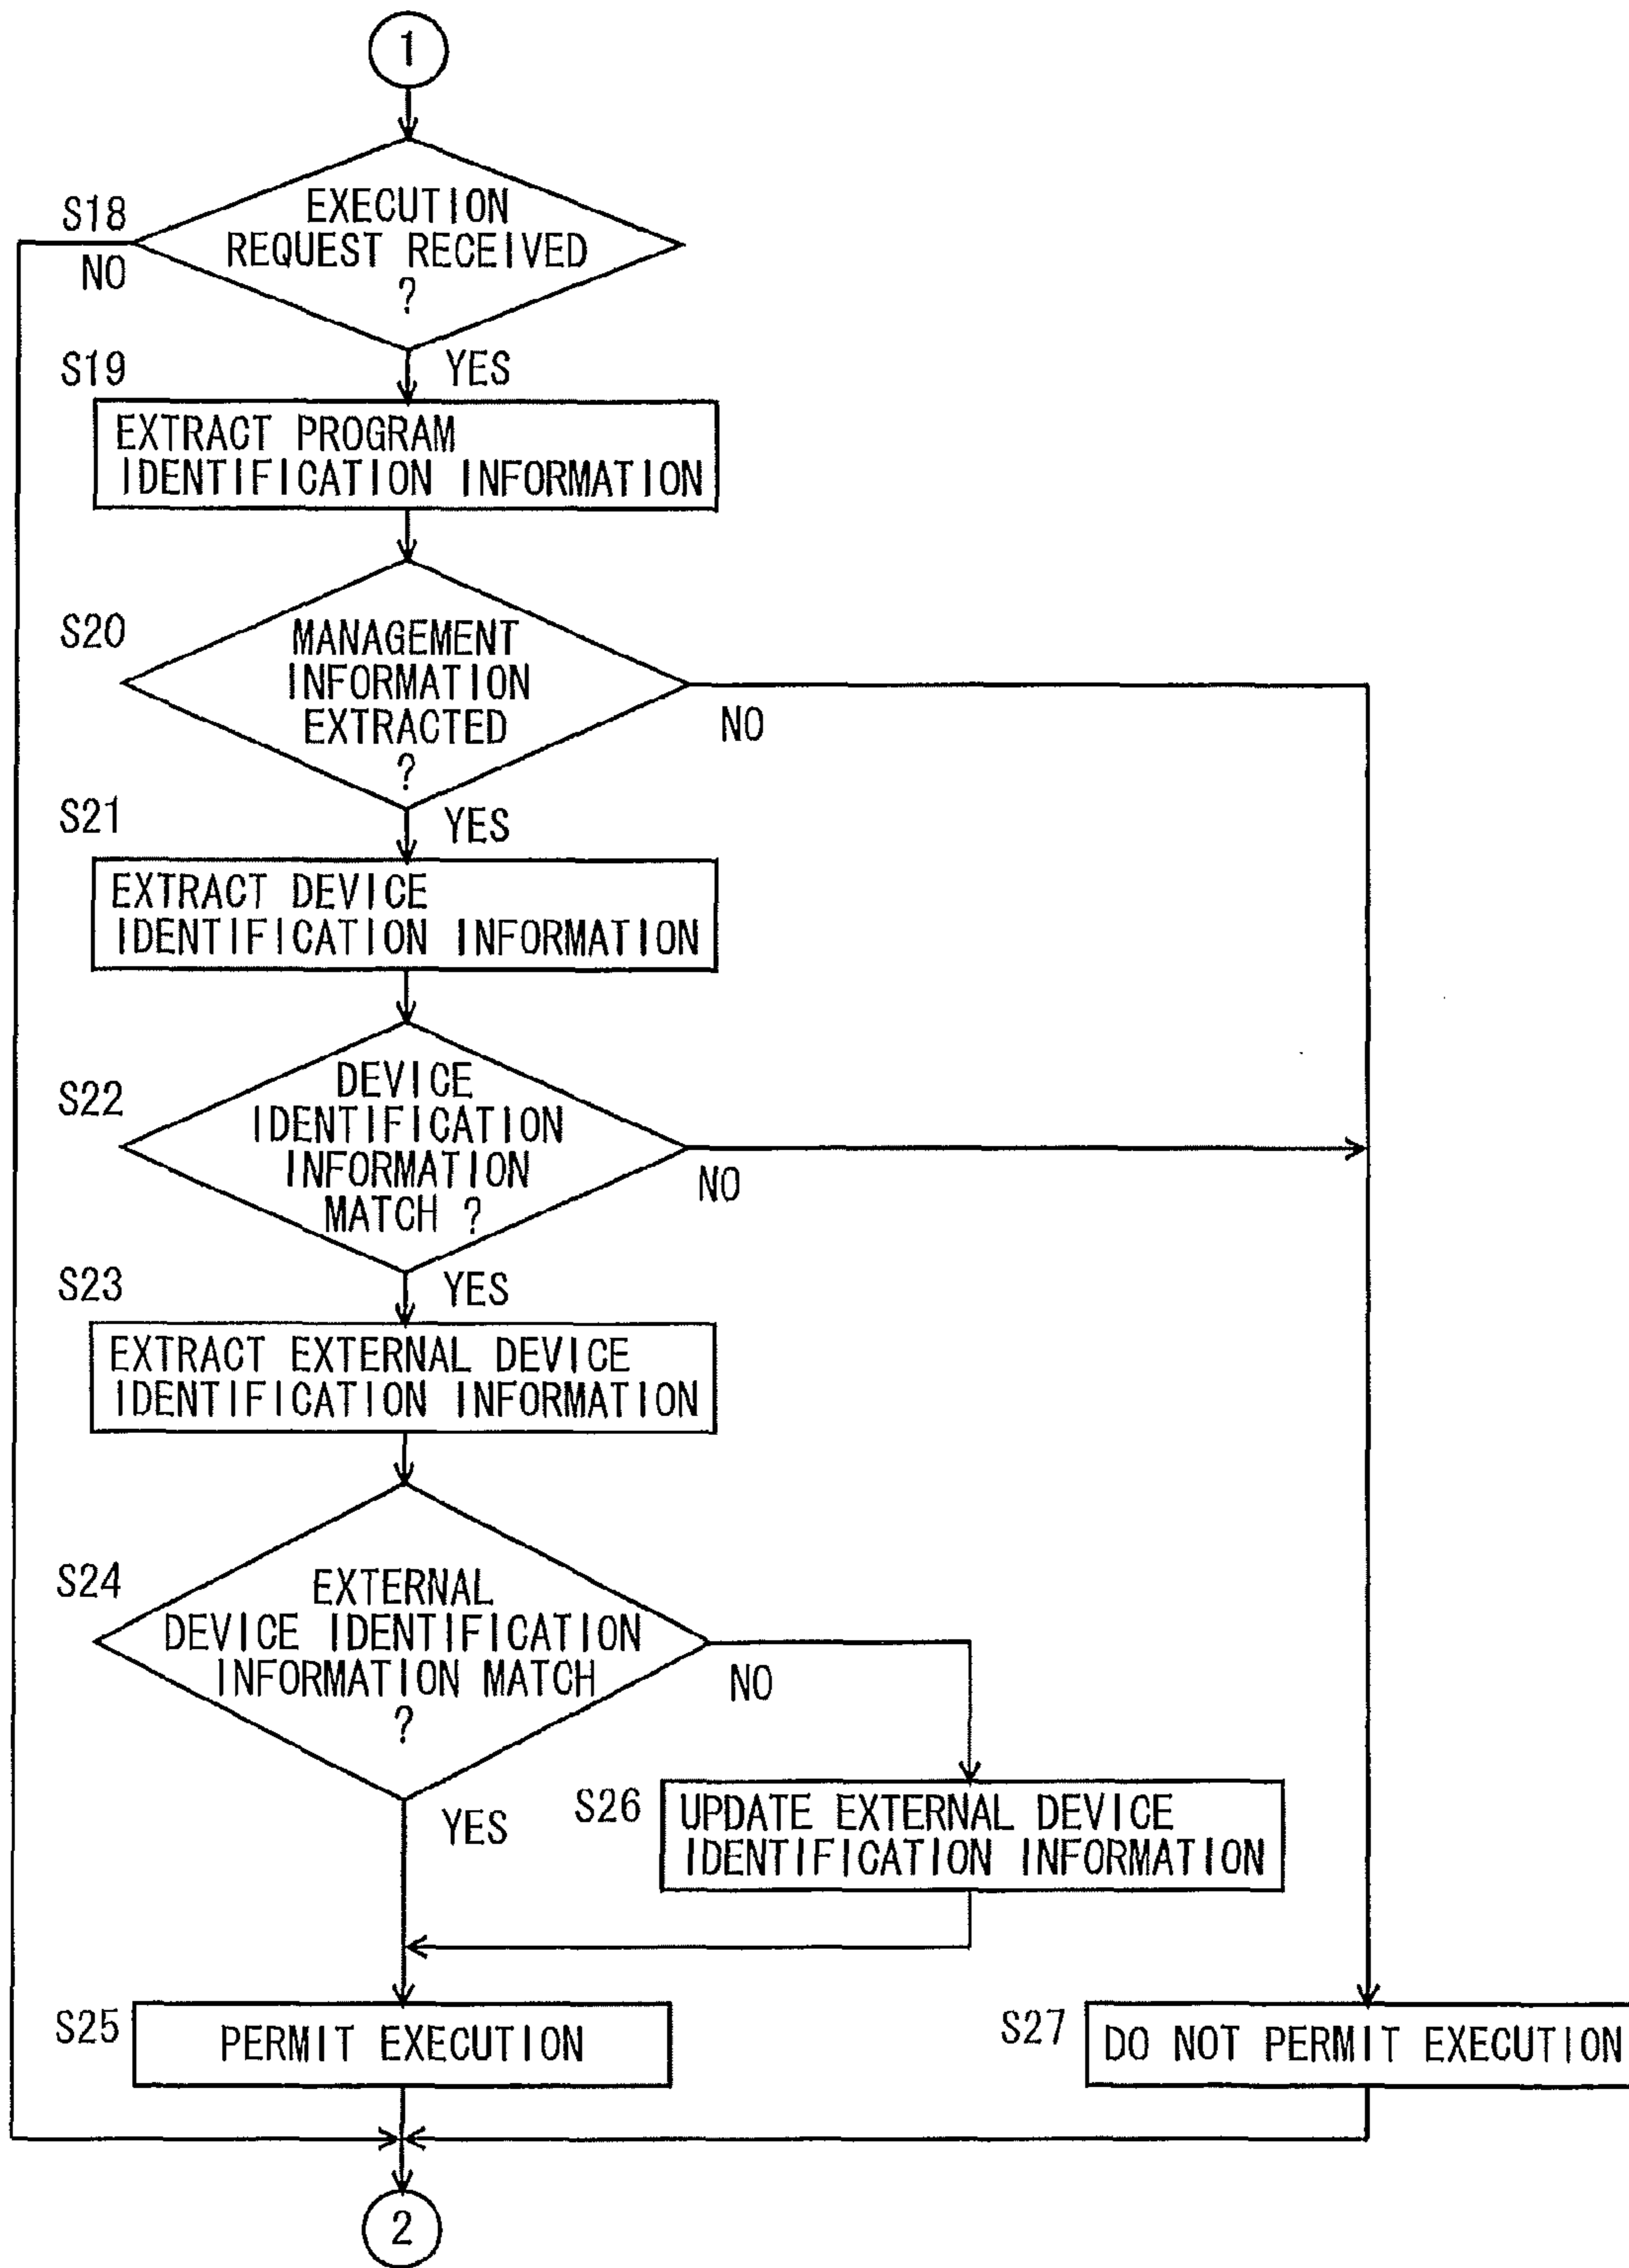 1
S18
NO
EXECUTION
REQUEST RECEIVED
?
YES
S19
EXTRACT PROGRAM
IDENTIFICATION INFORMATION
S20
MANAGEMENT
INFORMATION
EXTRACTED
?
NO
YES
S21
EXTRACT DEVICE
IDENTIFICATION INFORMATION
S22
DEVICE
IDENTIFICATION
INFORMATION
MATCH ?
NO
YES
S23
EXTRACT EXTERNAL DEVICE
IDENTIFICATION INFORMATION
S24
EXTERNAL
DEVICE IDENTIFICATION
INFORMATION MATCH
?
NO
YES
S26
UPDATE EXTERNAL DEVICE
IDENTIFICATION INFORMATION
S25
PERMIT EXECUTION
S27
DO NOT PERMIT EXECUTION
2